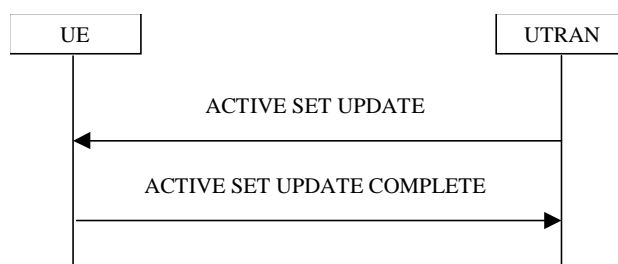 UE
UTRAN
ACTIVE SET UPDATE
ACTIVE SET UPDATE COMPLETE